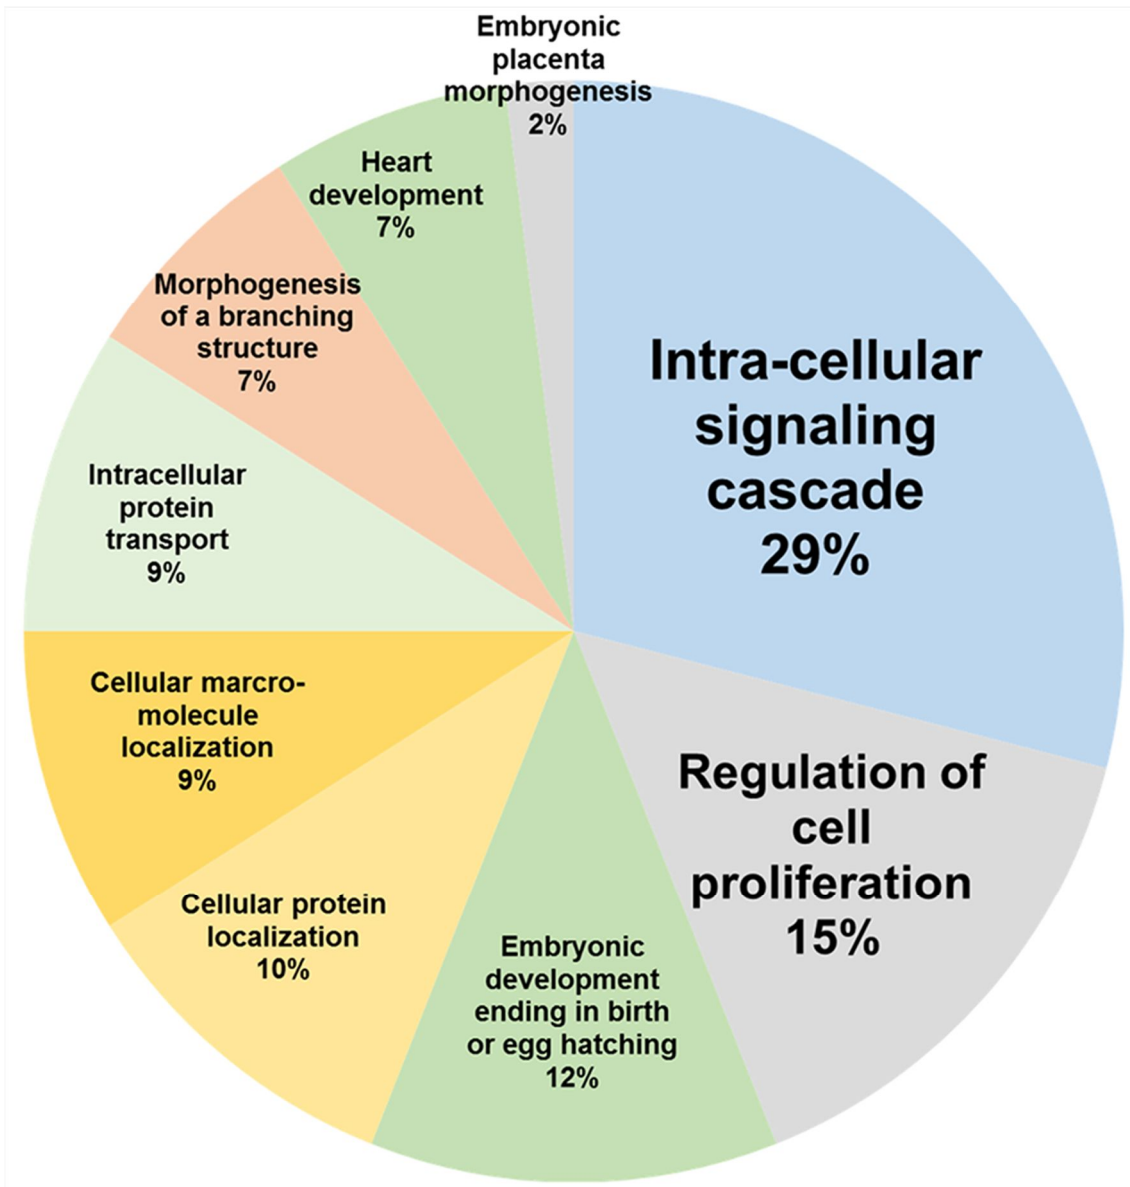 Embryonic
placenta
morphogenesis
2%
Heart
development
7%
Morphogenesis
of a branching
structure
7%
Intra-cellular
signaling
cascade
29%
Intracellular
protein
transport
9%
Cellular marcro-
molecule
localization
9%
Regulation of
cell
proliferation
15%
Cellular protein
localization
10%
Embryonic
development
ending in birth
or egg hatching
12%